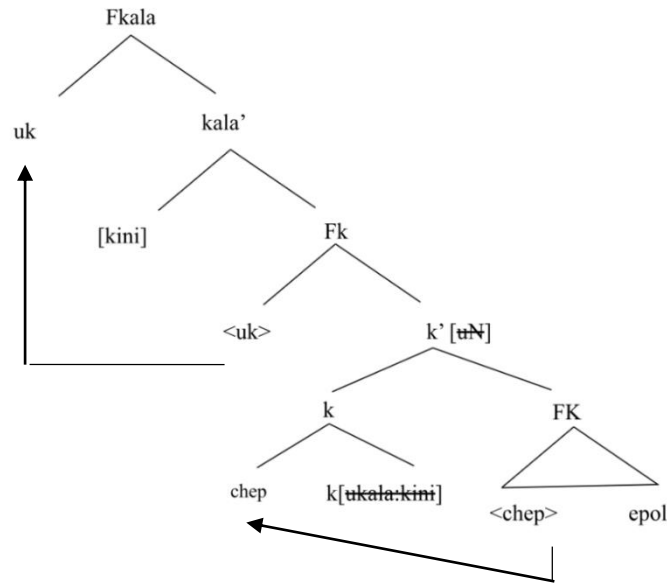 Fkala
uk kala’
[kini] Fk
<uk> k’ [uN]
k FK
chep k[ukala:kini] <chep> epol